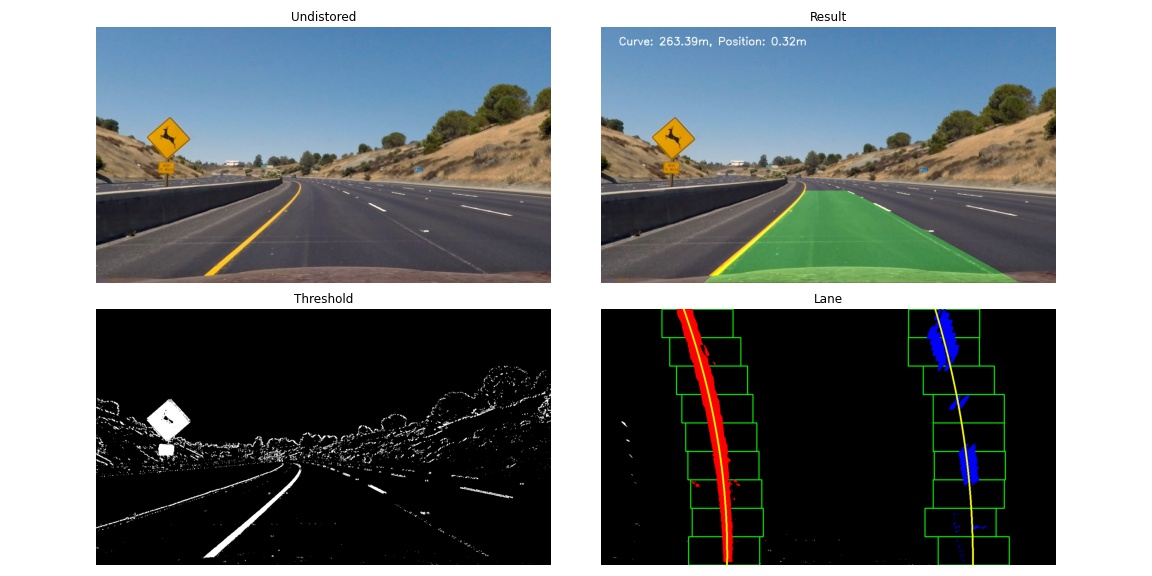 Undistored
Result
Curve: 263.39m, Position: 0.32m
Threshold
Lane